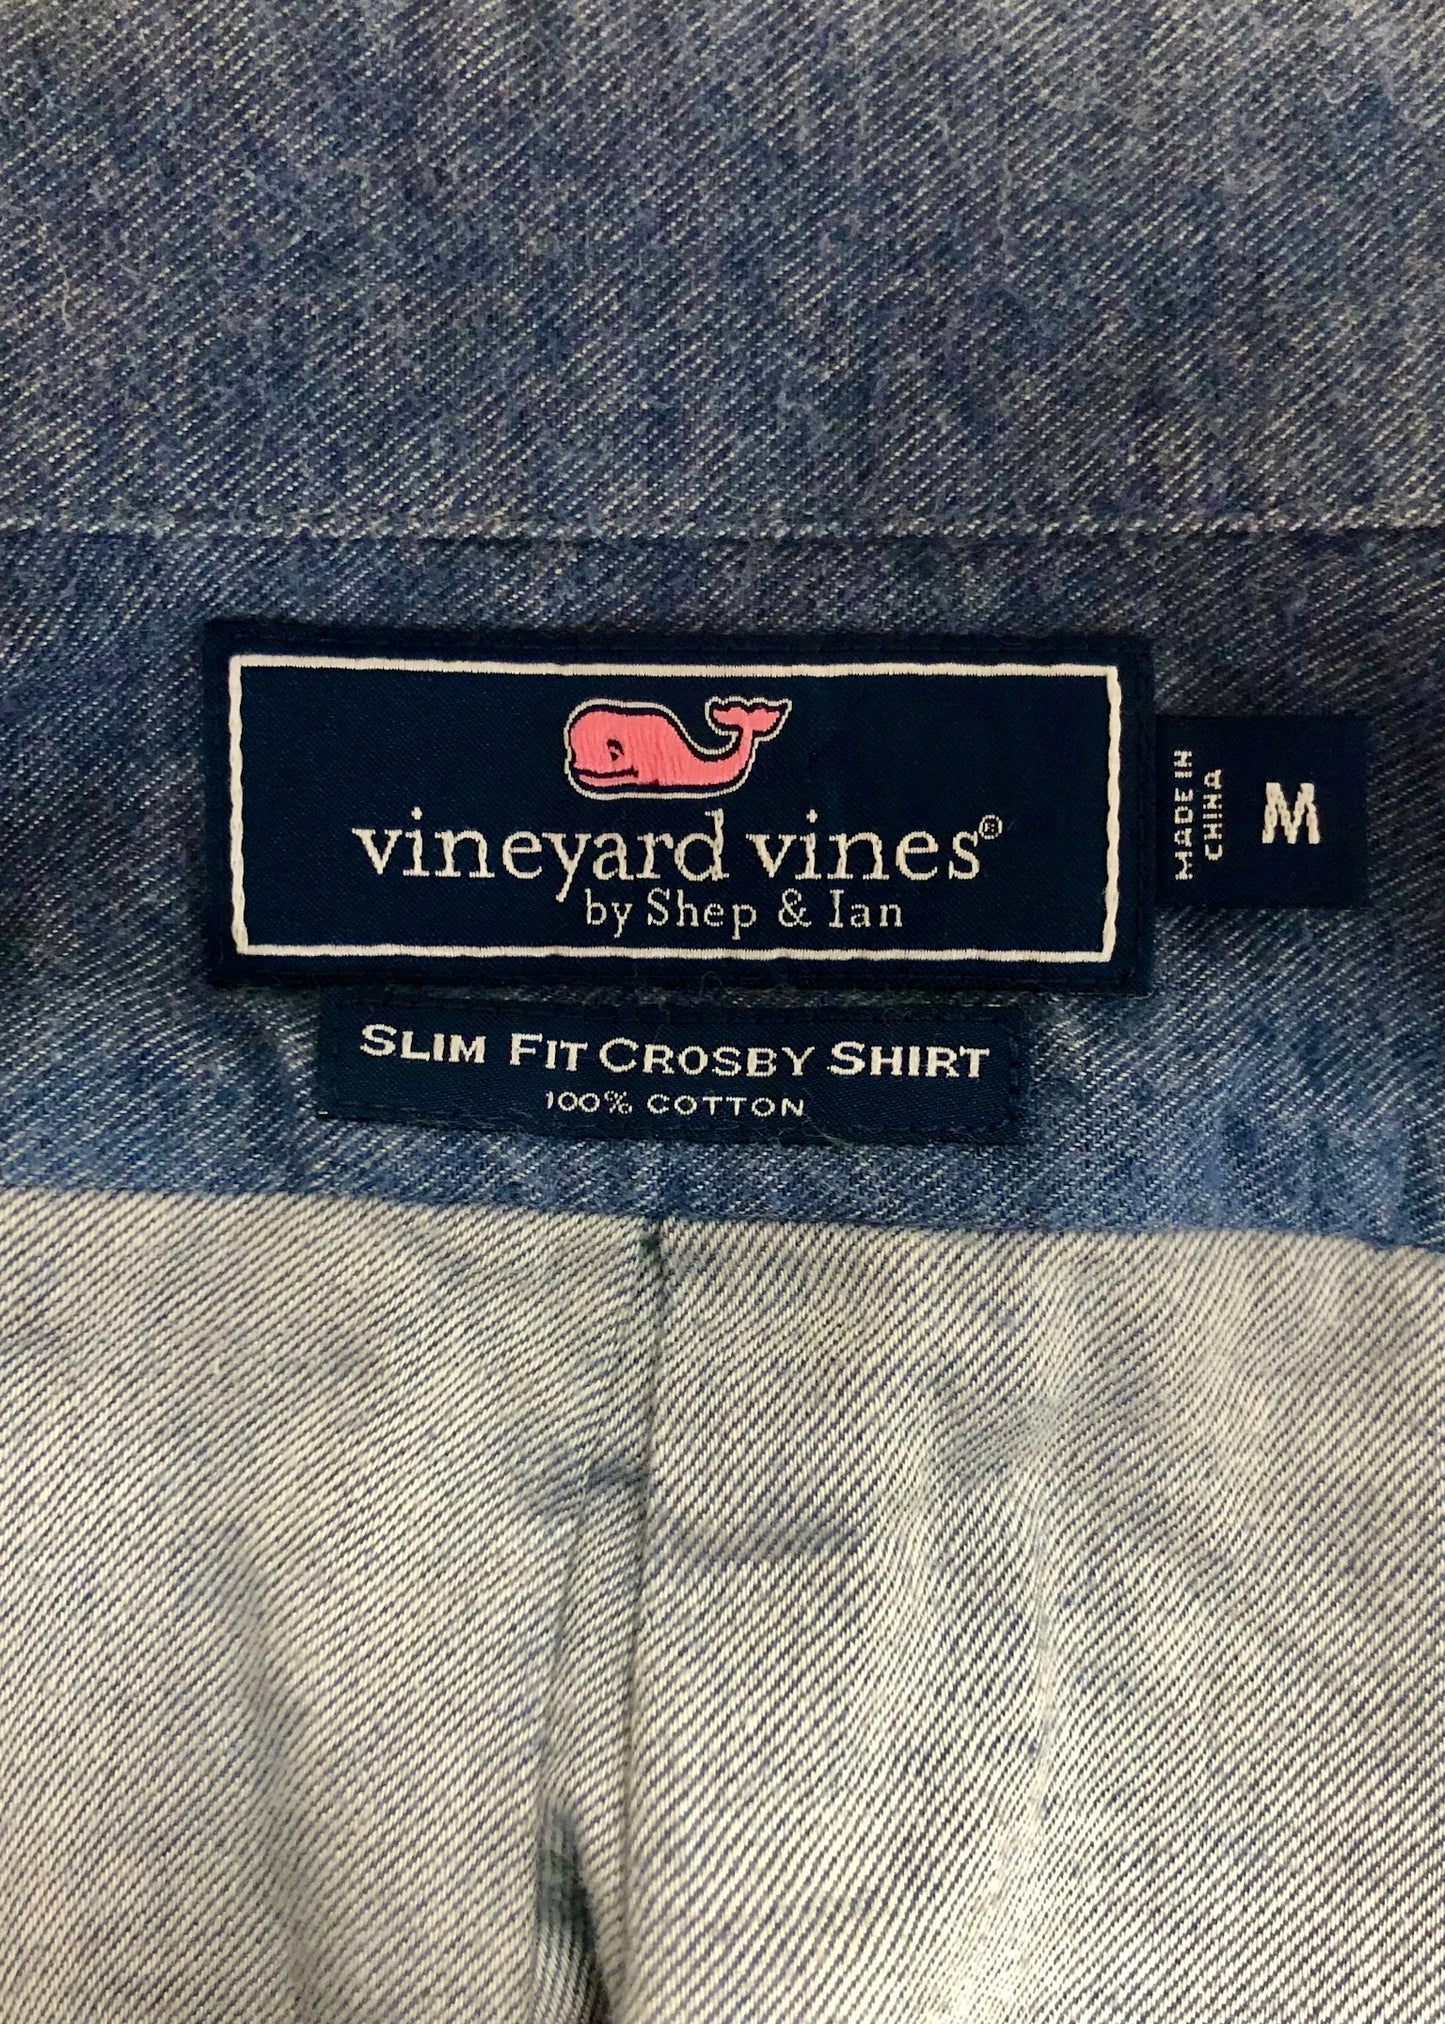 vineyard vines®
by Shep & Ian
MADE IN
CHINA
M
SLIM FIT CROSBY SHIRT
100% COTTON